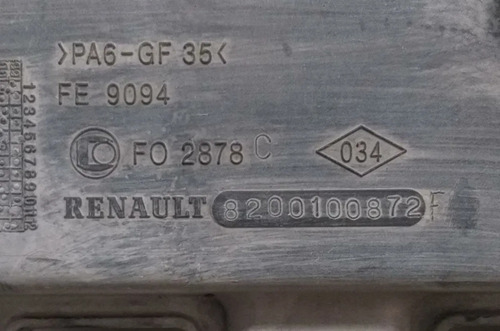 >PA6-GF 35<
FE 9094
FO 2878 C
034
RENAULT 8200100872 F